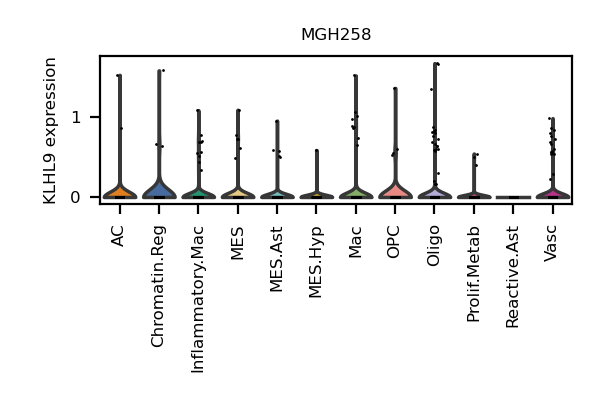 MGH258
KLHL9 expression
1
0
AC
Chromatin.Reg
Inflammatory.Mac
MES
MES.Ast
MES.Hyp
Mac
OPC
Oligo
Prolif.Metab
Reactive.Ast
Vasc